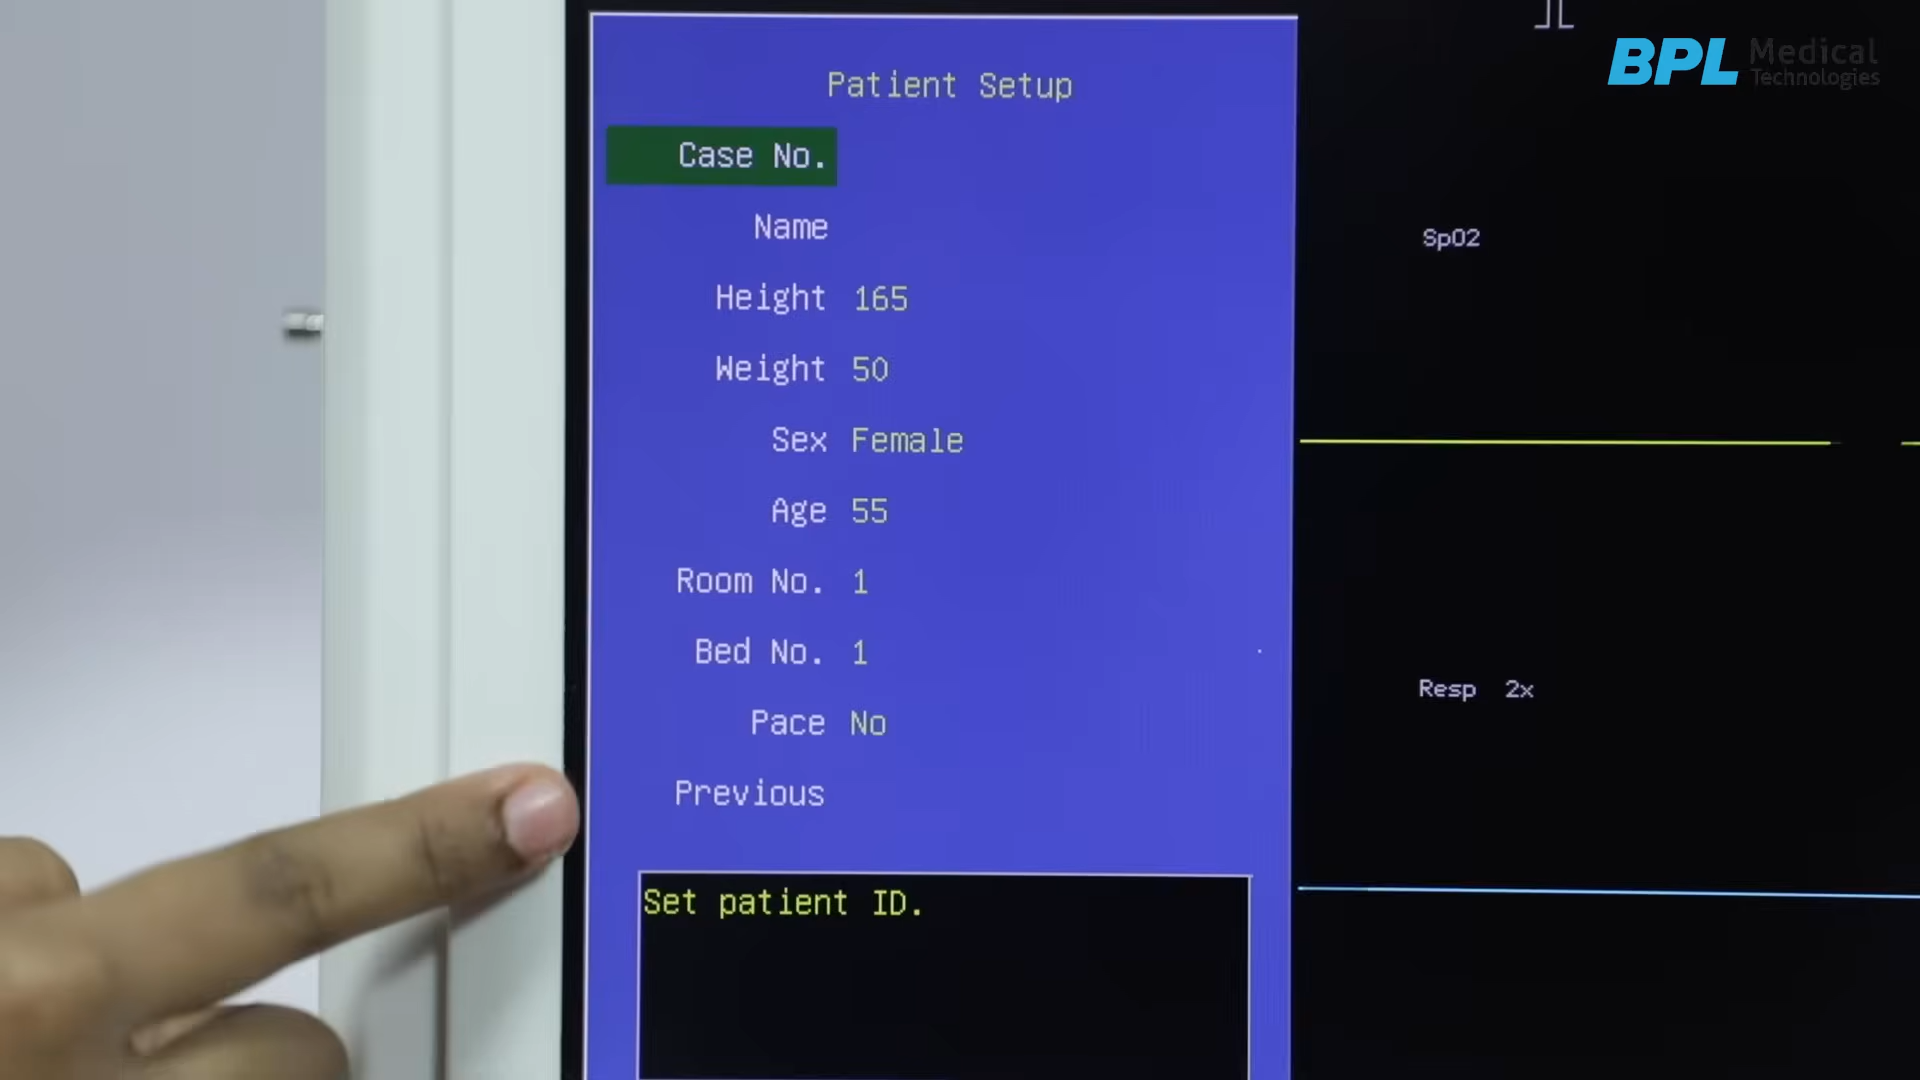 BPL Medical Technologies
Patient Setup
Case No.
Name
Height 165
Weight 50
Sex Female
Age 55
Room No. 1
Bed No. 1
Pace No
Previous
Set patient ID.
SpO2
Resp 2x